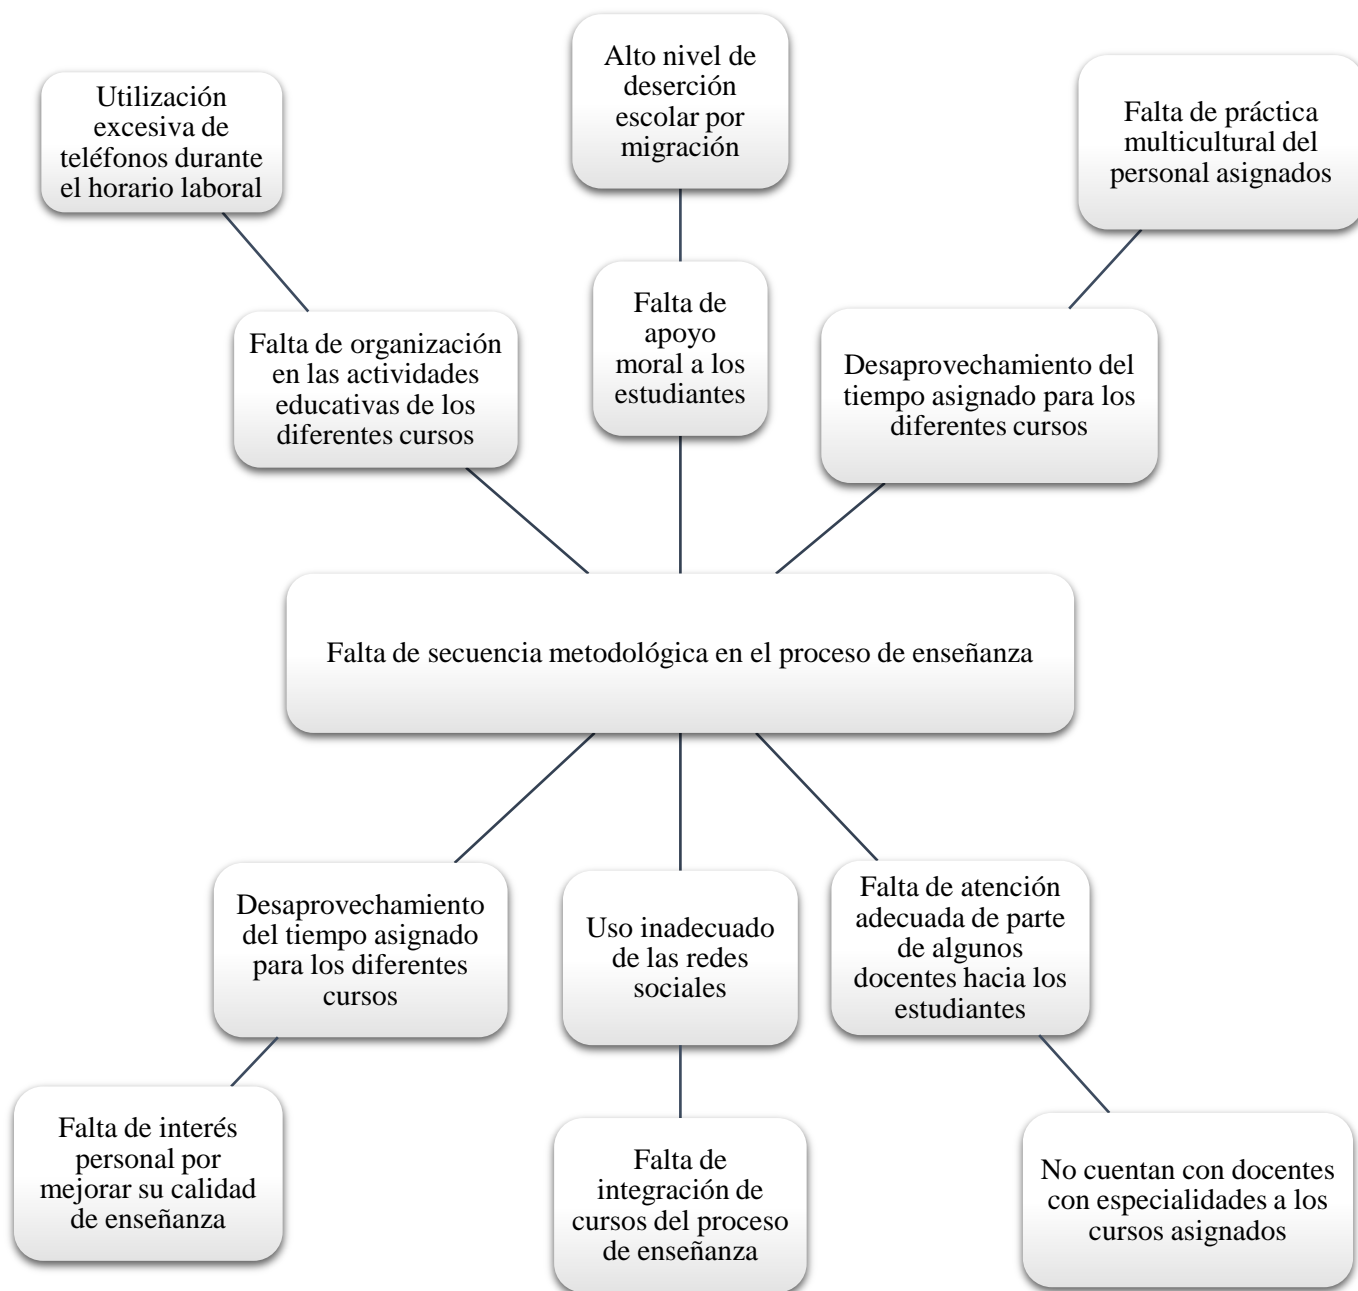 Alto nivel de
deserción
escolar por
migración
Utilización
excesiva de
teléfonos durante
el horario laboral
Falta de práctica
multicultural del
personal asignados
Falta de organización
en las actividades
educativas de los
diferentes cursos
Falta de
apoyo
moral a los
estudiantes
Desaprovechamiento del
tiempo asignado para los
diferentes cursos
Falta de secuencia metodológica en el proceso de enseñanza
Desaprovechamiento
del tiempo asignado
para los diferentes
cursos
Uso inadecuado
de las redes
sociales
Falta de atención
adecuada de parte
de algunos
docentes hacia los
estudiantes
Falta de interés
personal por
mejorar su calidad
de enseñanza
Falta de
integración de
cursos del proceso
de enseñanza
No cuentan con docentes
con especialidades a los
cursos asignados